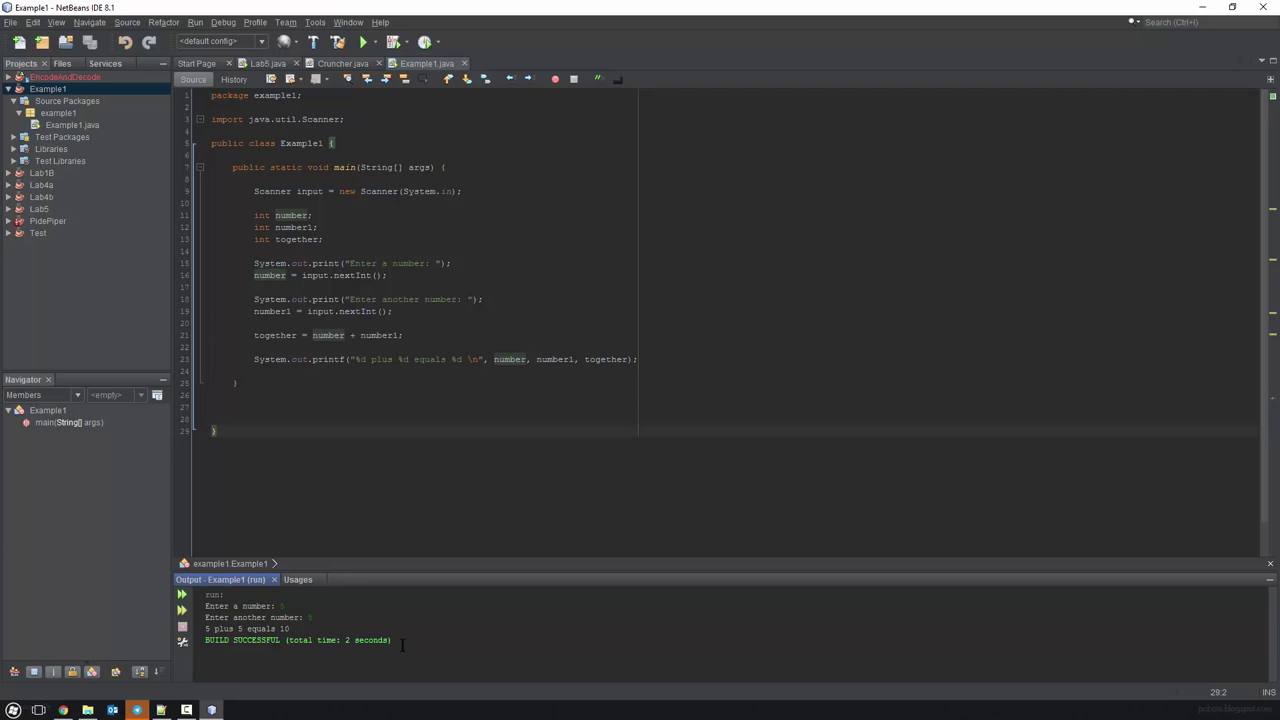 Example1 - NetBeans IDE 8.1
File Edit View Navigate Source Refactor Run Debug Profile Team Tools Window Help
Search (Ctrl+I)
<default config>
Projects Files Services
Start Page Lab5.java Cruncher.java Example1.java
Source History
EncodeAndDecode
Example1
Source Packages
example1
Example1.java
Test Packages
Libraries
Test Libraries
Lab1B
Lab4a
Lab4b
Lab5
PidePiper
Test
Navigator
Members <empty>
Example1
main(String[] args)
1 package example1;
2
3 import java.util.Scanner;
4
5 public class Example1 {
6
7 public static void main(String[] args) {
8
9 Scanner input = new Scanner(System.in);
10
11 int number;
12 int number1;
13 int together;
14
15 System.out.print("Enter a number: ");
16 number = input.nextInt();
17
18 System.out.print("Enter another number: ");
19 number1 = input.nextInt();
20
21 together = number + number1;
22
23 System.out.printf("%d plus %d equals %d \n", number, number1, together);
24
25 }
26
27
28
29 }
example1.Example1
Output - Example1 (run) Usages
run:
Enter a number: 5
Enter another number: 5
5 plus 5 equals 10
BUILD SUCCESSFUL (total time: 2 seconds)
29:2 INS